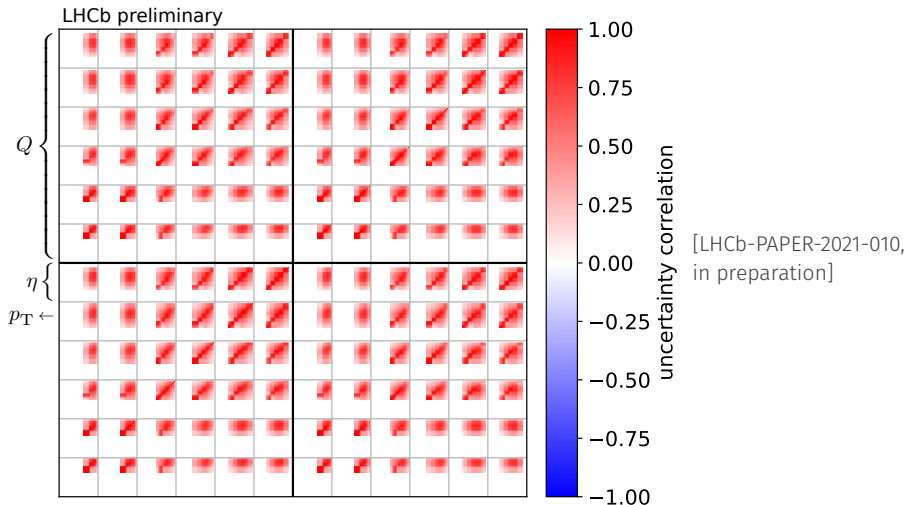 LHCb preliminary
Q
η
pT ←
1.00
0.75
0.50
0.25
0.00
−0.25
−0.50
−0.75
−1.00
uncertainty correlation
[LHCb-PAPER-2021-010,
in preparation]